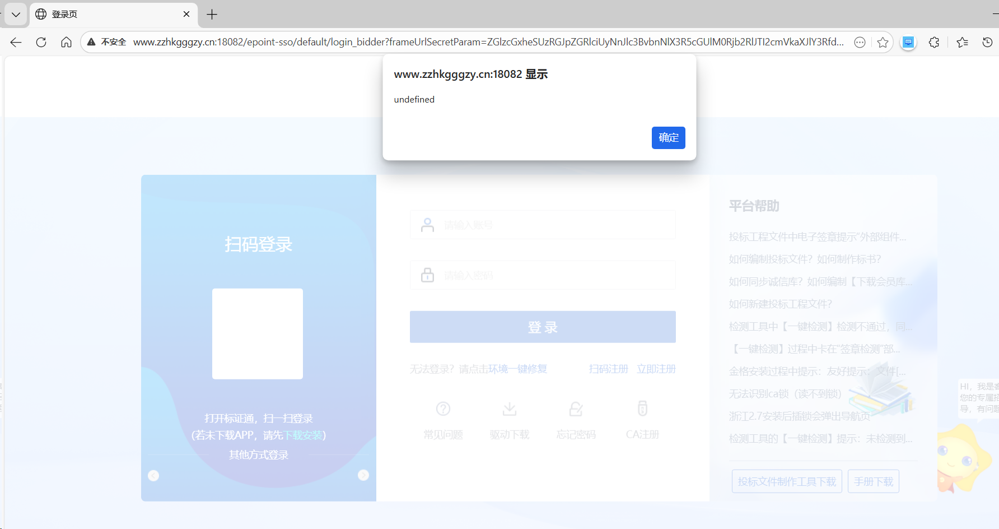 登录页
不安全 www.zzhkgggzy.cn:18082/epoint-sso/default/login_bidder?frameUrlSecretParam=ZGlzcGxheSUzRGJpZGRlciUyNnJlc3BvbnNlX3R5cGUlM0Rjb2RlJTI2cmVkaXJlY3Rfd...
www.zzhkgggzy.cn:18082 显示
undefined
确定
扫码登录
打开标证通，扫一扫登录
(若未下载APP，请先下载安装)
其他方式登录
请输入账号
请输入密码
登 录
无法登录？请点击环境一键修复 扫码注册 立即注册
常见问题 驱动下载 忘记密码 CA注册
平台帮助
投标工程文件中电子签章提示“外部组件...
如何编制投标文件？如何制作标书？
如何同步诚信库？如何编制【下载会员库...
如何新建投标工程文件？
检测工具中【一键检测】检测不通过，同...
【一键检测】过程中卡在“签章检测”部...
金格安装过程中提示：友好提示：文件[...
无法识别ca锁（读不到锁）
浙江2.7安装后插锁会弹出导航页
检测工具的【一键检测】提示：未检测到...
投标文件制作工具下载 手册下载
HI，我是客
您的专属招
导，有问题